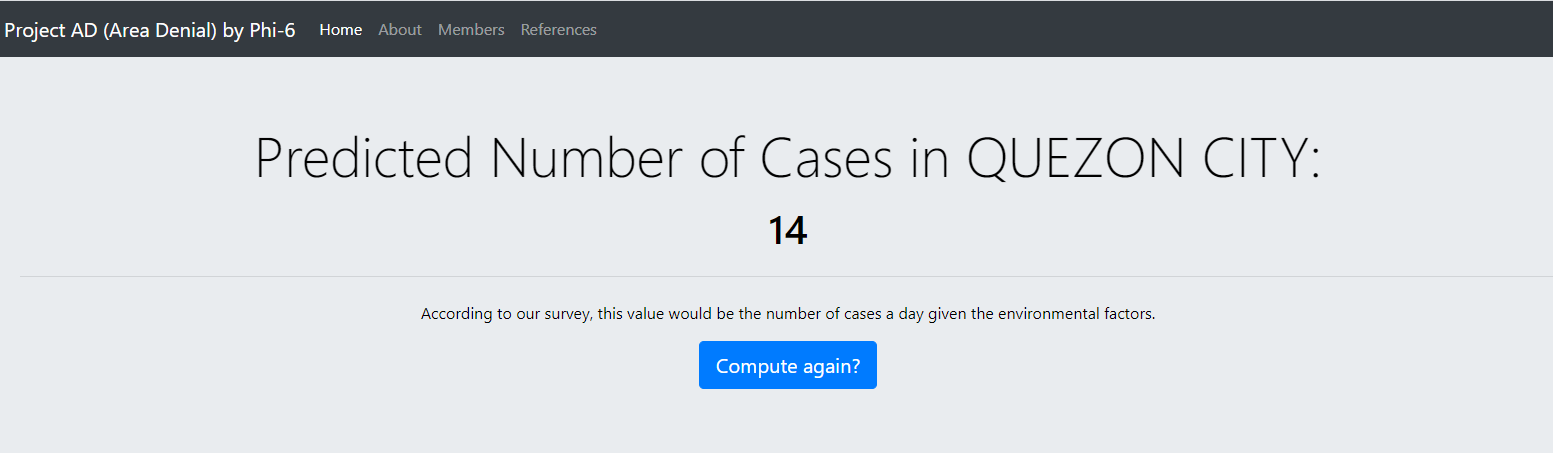 Project AD (Area Denial) by Phi-6 Home About Members References
Predicted Number of Cases in QUEZON CITY:
14
According to our survey, this value would be the number of cases a day given the environmental factors.
Compute again?